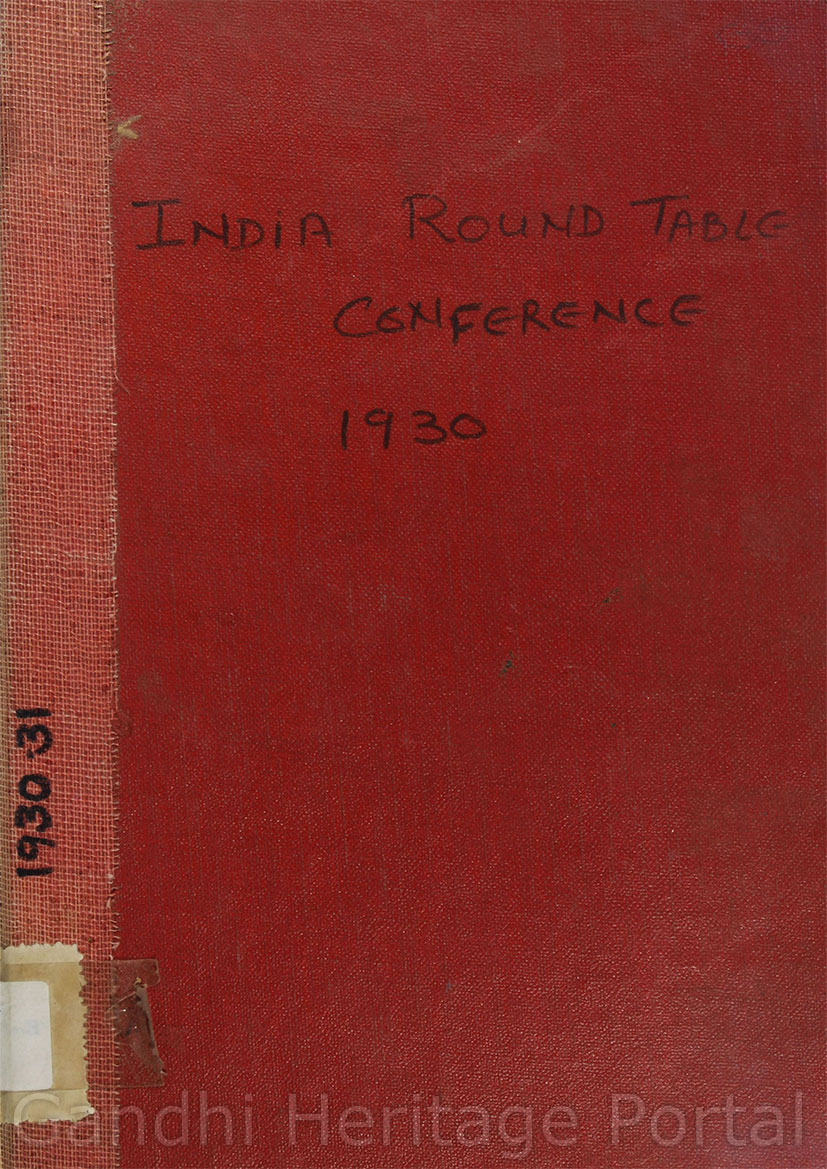 INDIA ROUND TABLE
CONFERENCE
1930
1930-31
Gandhi Heritage Portal